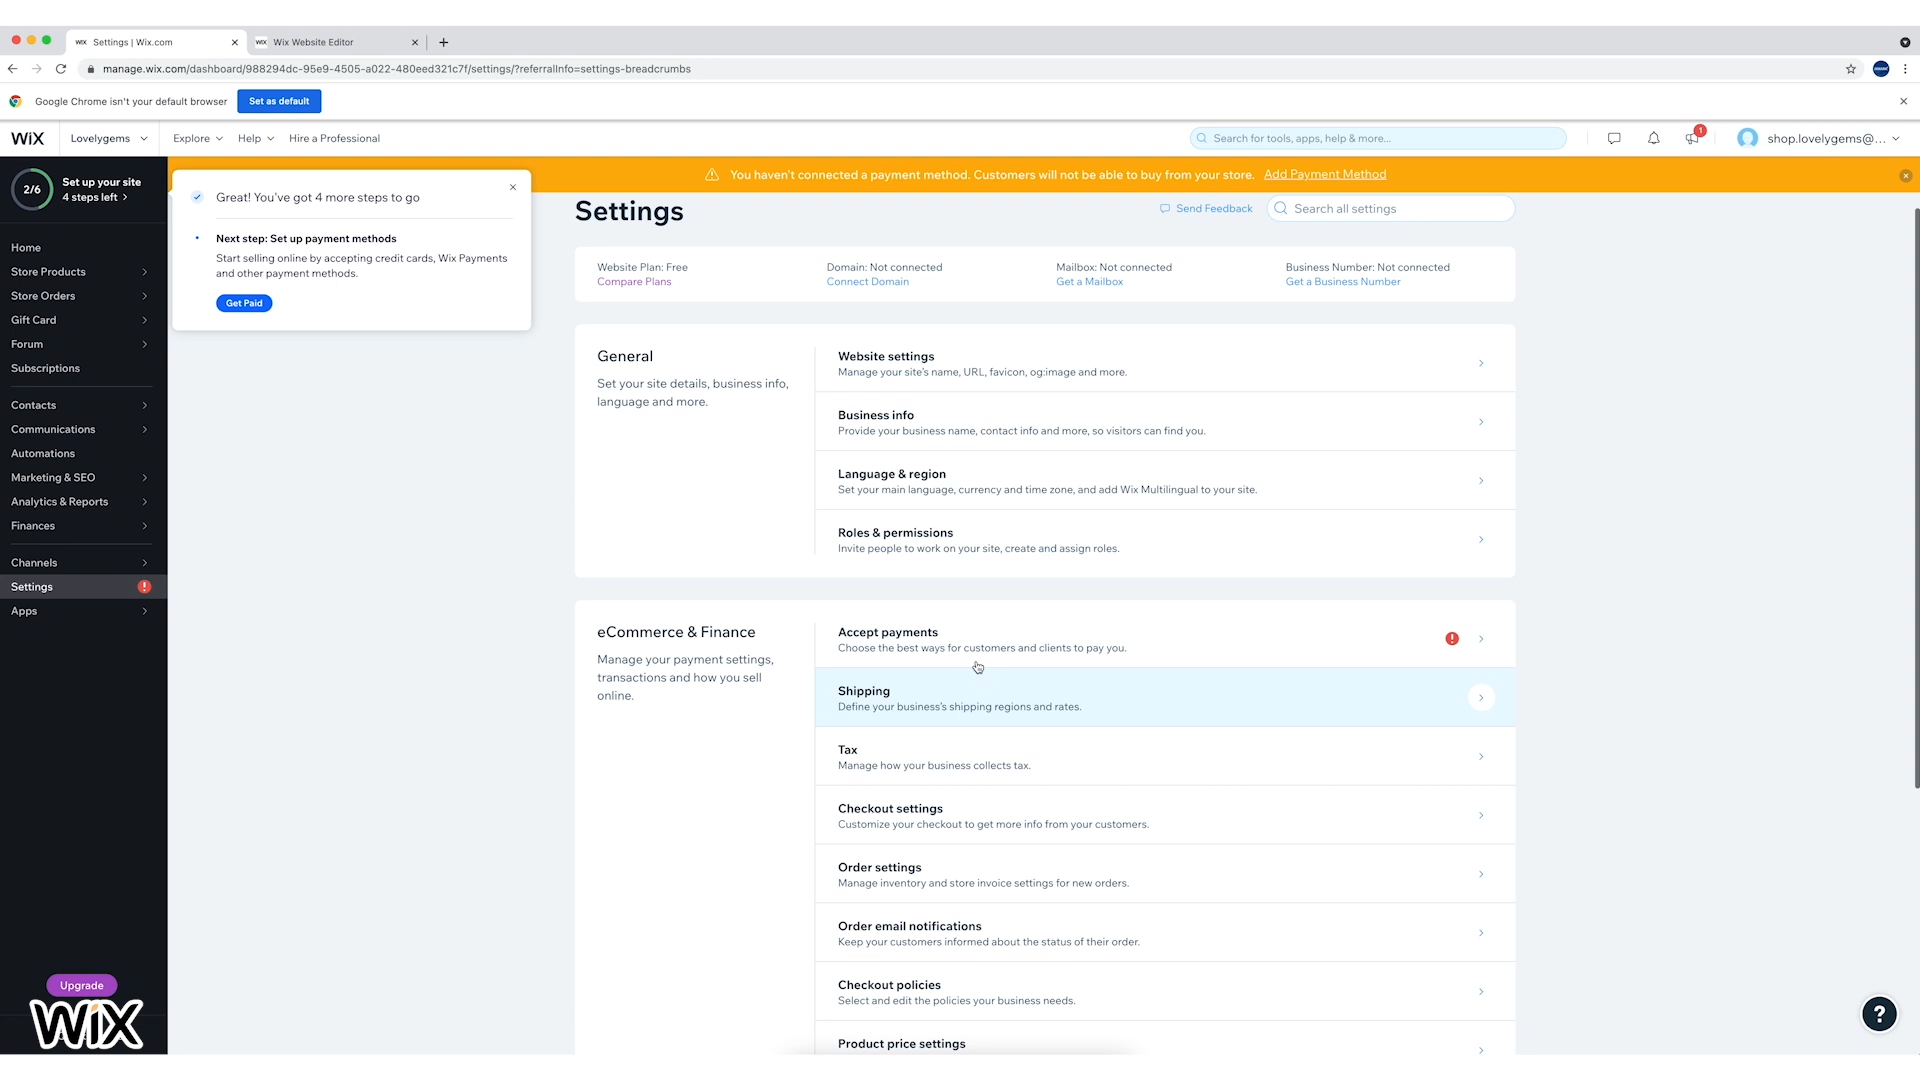 WIX Settings | Wix.com
WIX Wix Website Editor
manage.wix.com/dashboard/988294dc-95e9-4505-a022-480eed321c7f/settings/?referralInfo=settings-breadcrumbs
Google Chrome isn't your default browser
Set as default
WiX
Lovelygems
Explore
Help
Hire a Professional
Search for tools, apps, help & more...
1
shop.lovelygems@...
2/6
Set up your site
4 steps left >
Home
Store Products
Store Orders
Gift Card
Forum
Subscriptions
Contacts
Communications
Automations
Marketing & SEO
Analytics & Reports
Finances
Channels
Settings
Apps
Upgrade
WiX
Great! You've got 4 more steps to go
Next step: Set up payment methods
Start selling online by accepting credit cards, Wix Payments
and other payment methods.
Get Paid
You haven't connected a payment method. Customers will not be able to buy from your store. Add Payment Method
Settings
Send Feedback
Search all settings
Website Plan: Free
Compare Plans
Domain: Not connected
Connect Domain
Mailbox: Not connected
Get a Mailbox
Business Number: Not connected
Get a Business Number
General
Set your site details, business info,
language and more.
Website settings
Manage your site's name, URL, favicon, og:image and more.
Business info
Provide your business name, contact info and more, so visitors can find you.
Language & region
Set your main language, currency and time zone, and add Wix Multilingual to your site.
Roles & permissions
Invite people to work on your site, create and assign roles.
eCommerce & Finance
Manage your payment settings,
transactions and how you sell
online.
Accept payments
Choose the best ways for customers and clients to pay you.
Shipping
Define your business's shipping regions and rates.
Tax
Manage how your business collects tax.
Checkout settings
Customize your checkout to get more info from your customers.
Order settings
Manage inventory and store invoice settings for new orders.
Order email notifications
Keep your customers informed about the status of their order.
Checkout policies
Select and edit the policies your business needs.
Product price settings
?